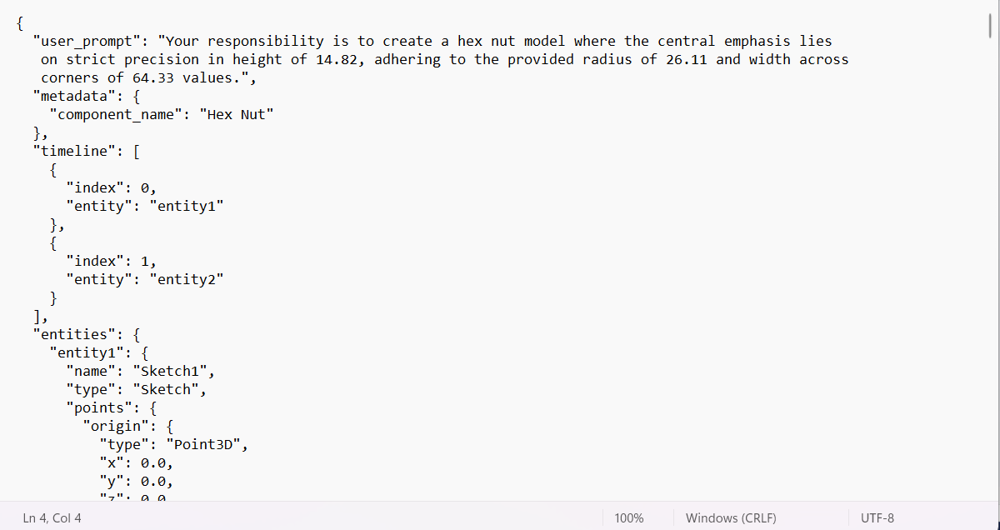 {
  "user_prompt": "Your responsibility is to create a hex nut model where the central emphasis lies
   on strict precision in height of 14.82, adhering to the provided radius of 26.11 and width across
   corners of 64.33 values.",
  "metadata": {
    "component_name": "Hex Nut"
  },
  "timeline": [
    {
      "index": 0,
      "entity": "entity1"
    },
    {
      "index": 1,
      "entity": "entity2"
    }
  ],
  "entities": {
    "entity1": {
      "name": "Sketch1",
      "type": "Sketch",
      "points": {
        "origin": {
          "type": "Point3D",
          "x": 0.0,
          "y": 0.0,
          "z": 0.0
Ln 4, Col 4
100%
Windows (CRLF)
UTF-8